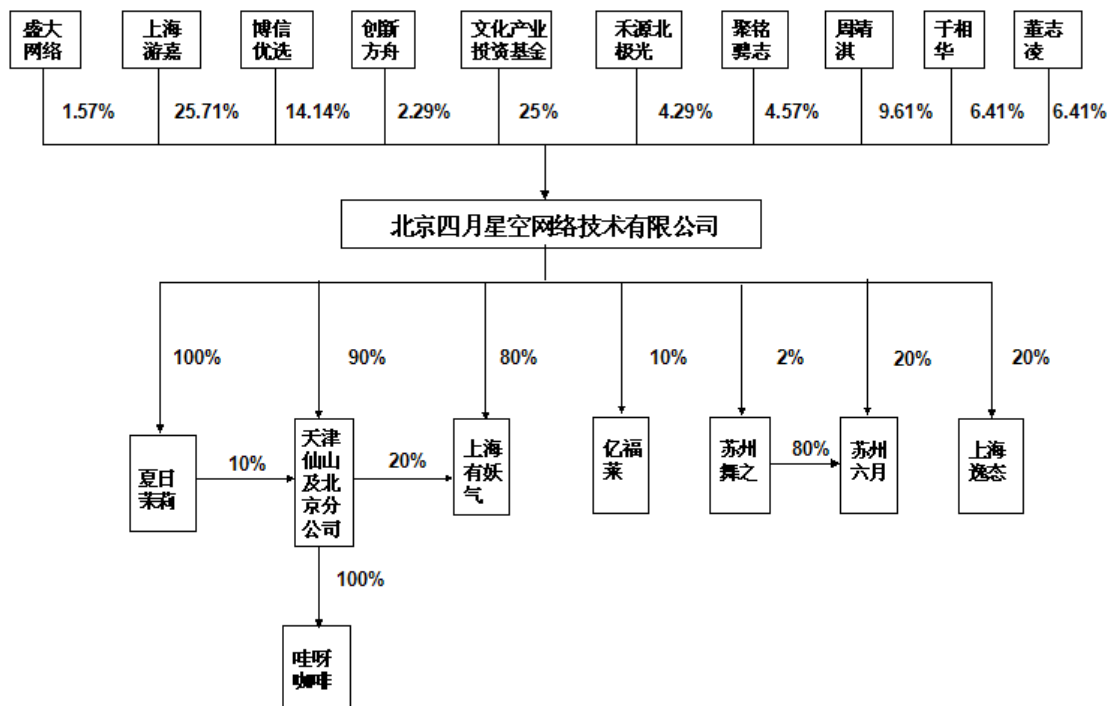 盛大
网络
上海
游嘉
博信
优选
创新
方舟
文化产业
投资基金
禾源北
极光
聚铭
骋志
周靖
淇
于相
华
董志
凌
1.57%
25.71%
14.14%
2.29%
25%
4.29%
4.57%
9.61%
6.41%
6.41%
北京四月星空网络技术有限公司
100%
90%
80%
10%
2%
20%
20%
夏日
茉莉
10%
天津
仙山
及北
京分
公司
20%
上海
有妖
气
亿福
莱
苏州
舞之
80%
苏州
六月
上海
逸态
100%
哇呀
咖啡